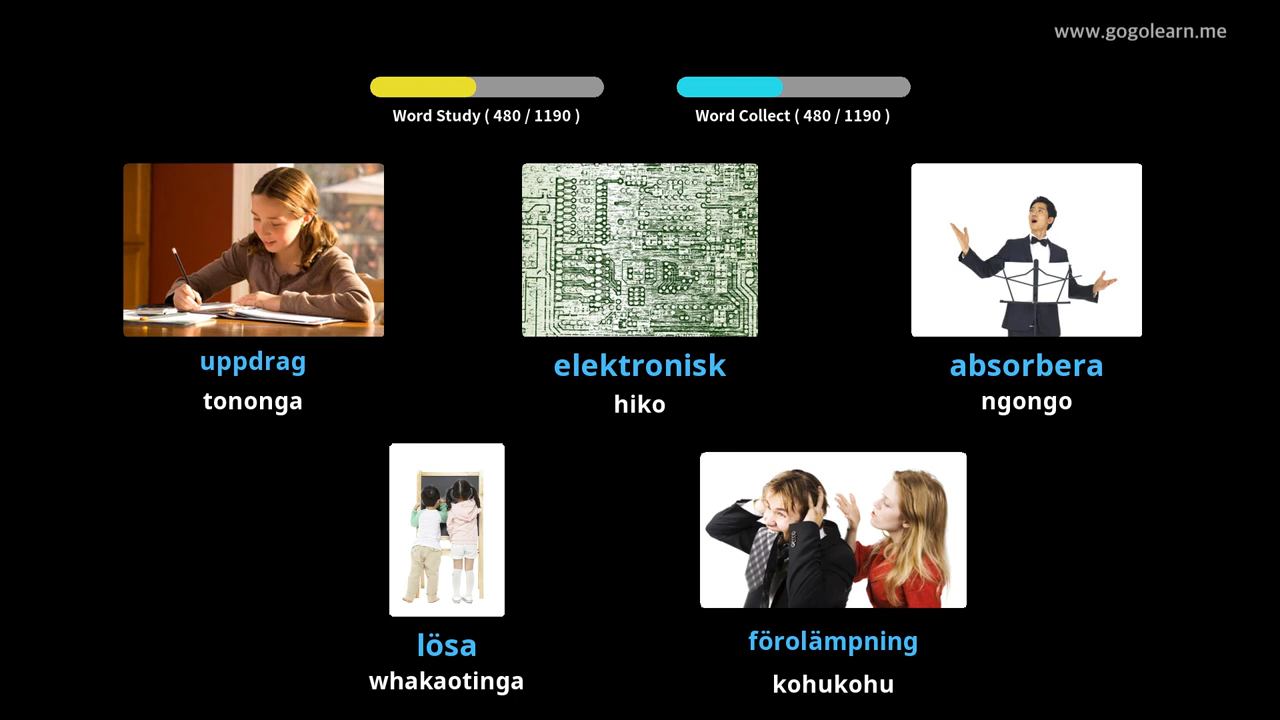 www.gogolearn.me
Word Study ( 480 / 1190 )
Word Collect ( 480 / 1190 )
uppdrag
tononga
elektronisk
hiko
absorbera
ngongo
lösa
whakaotinga
förolämpning
kohukohu